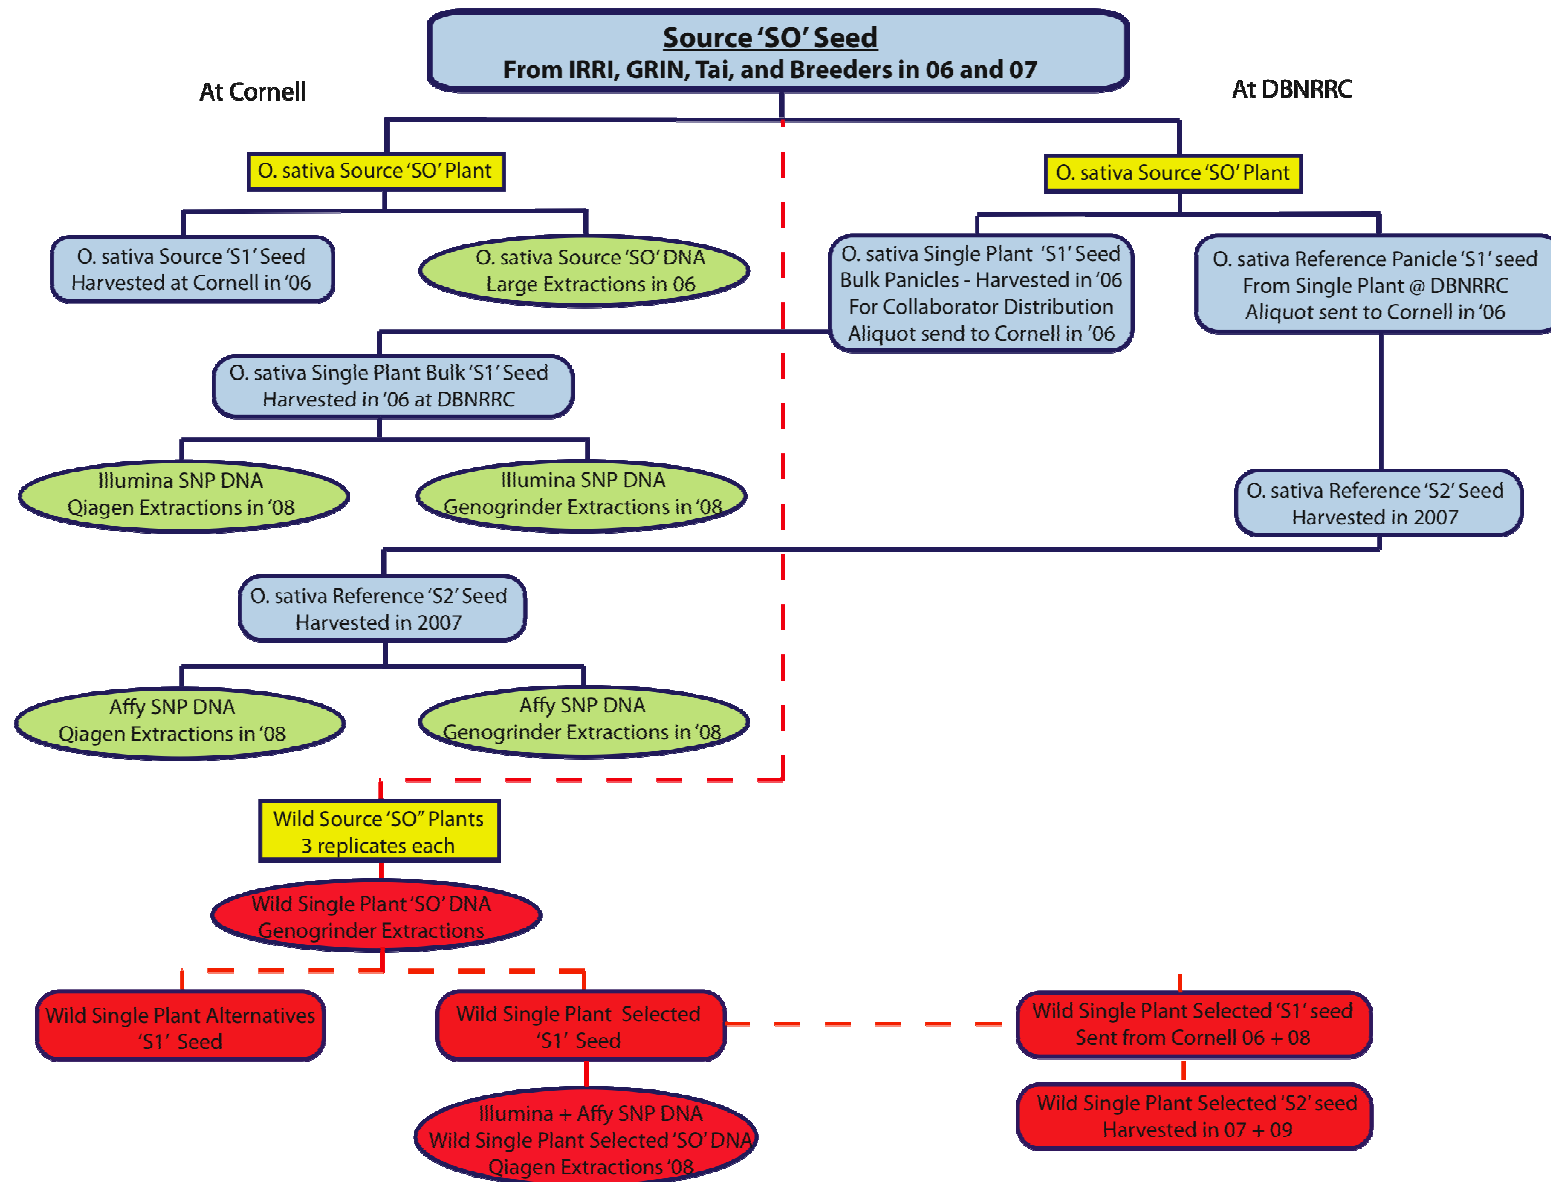 Source ‘SO’ Seed
From IRRI, GRIN, Tai, and Breeders in 06 and 07
At Cornell
At DBNRRC
O. sativa Source ‘SO’ Plant
O. sativa Source ‘SO’ Plant
O. sativa Source ‘S1’ Seed
Harvested at Cornell in ‘06
O. sativa Source ‘SO’ DNA
Large Extractions in 06
O. sativa Single Plant ‘S1’ Seed
Bulk Panicles - Harvested in ‘06
For Collaborator Distribution
Aliquot send to Cornell in ’06
O. sativa Reference Panicle ‘S1’ seed
From Single Plant @ DBNRRC
Aliquot sent to Cornell in ‘06
O. sativa Single Plant Bulk ‘S1’ Seed
Harvested in ‘06 at DBNRRC
Illumina SNP DNA
Qiagen Extractions in ‘08
Illumina SNP DNA
Genogrinder Extractions in ‘08
O. sativa Reference ‘S2’ Seed
Harvested in 2007
O. sativa Reference ‘S2’ Seed
Harvested in 2007
Affy SNP DNA
Qiagen Extractions in ‘08
Affy SNP DNA
Genogrinder Extractions in ‘08
Wild Source ‘SO” Plants
3 replicates each
Wild Single Plant ‘SO’ DNA
Genogrinder Extractions
Wild Single Plant Alternatives
‘S1’ Seed
Wild Single Plant Selected
‘S1’ Seed
Wild Single Plant Selected ‘S1’ seed
Sent from Cornell 06 + 08
Illumina + Affy SNP DNA
Wild Single Plant Selected ‘SO’ DNA
Qiagen Extractions ‘08
Wild Single Plant Selected ‘S2’ seed
Harvested in 07 + 09